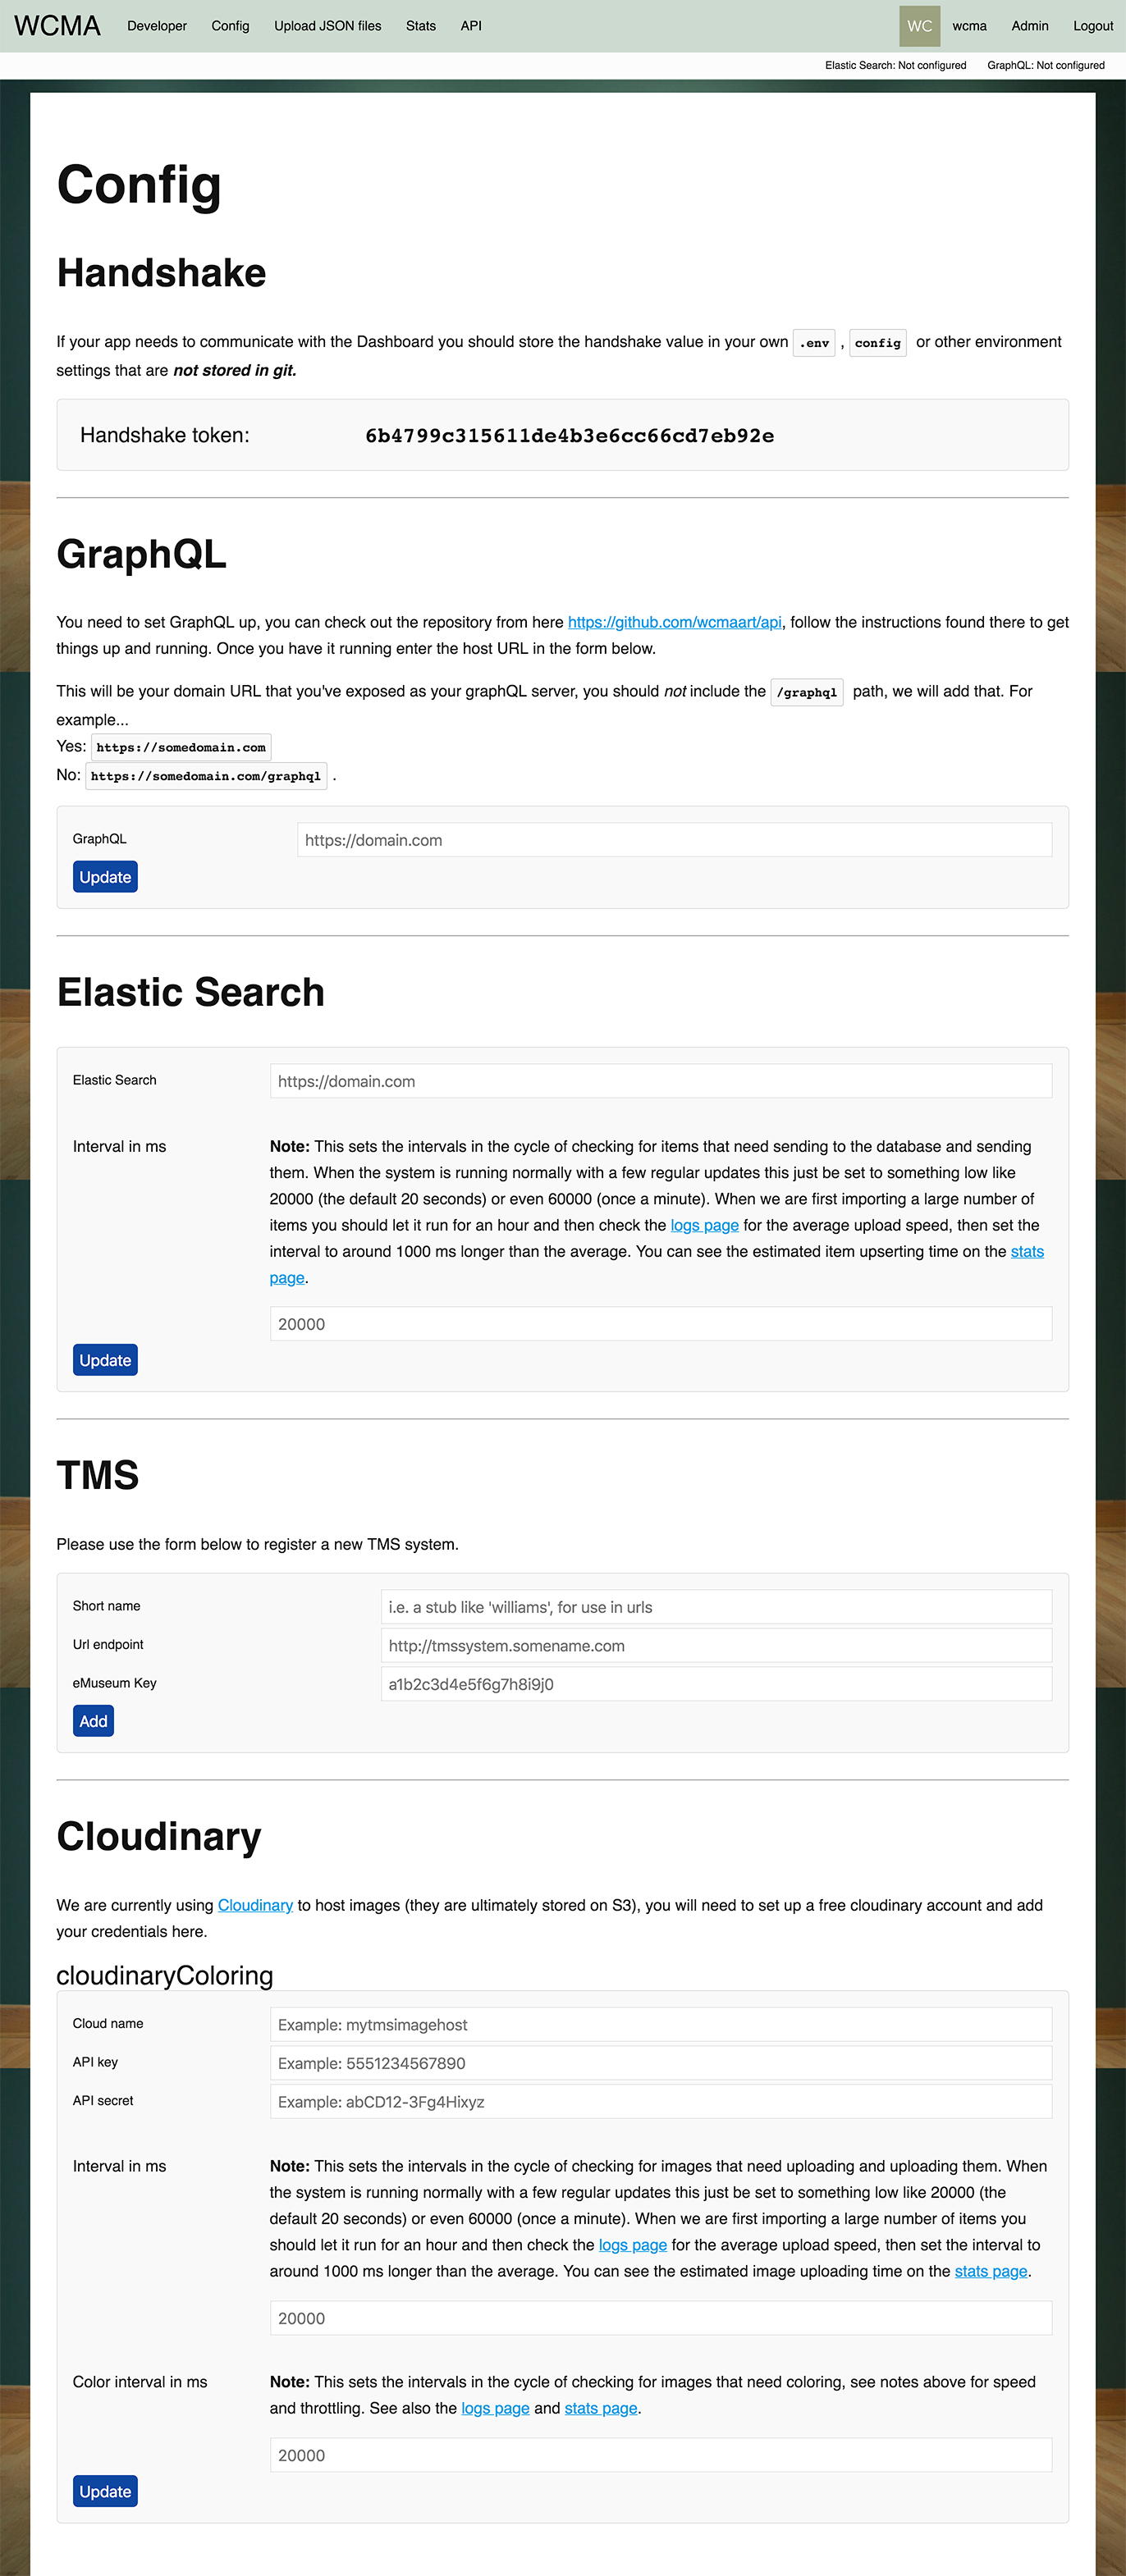 WCMA Developer Config Upload JSON files Stats API WC wcma Admin Logout
Elastic Search: Not configured GraphQL: Not configured
Config
Handshake
If your app needs to communicate with the Dashboard you should store the handshake value in your own .env , config or other environment
settings that are not stored in git.
Handshake token: 6b4799c315611de4b3e6cc66cd7eb92e
GraphQL
You need to set GraphQL up, you can check out the repository from here https://github.com/wcmaart/api, follow the instructions found there to get
things up and running. Once you have it running enter the host URL in the form below.
This will be your domain URL that you've exposed as your graphQL server, you should not include the /graphql path, we will add that. For
example...
Yes: https://somedomain.com
No: https://somedomain.com/graphql .
GraphQL https://domain.com
Update
Elastic Search
Elastic Search https://domain.com
Interval in ms Note: This sets the intervals in the cycle of checking for items that need sending to the database and sending
them. When the system is running normally with a few regular updates this just be set to something low like
20000 (the default 20 seconds) or even 60000 (once a minute). When we are first importing a large number of
items you should let it run for an hour and then check the logs page for the average upload speed, then set the
interval to around 1000 ms longer than the average. You can see the estimated item upserting time on the stats
page.
20000
Update
TMS
Please use the form below to register a new TMS system.
Short name i.e. a stub like 'williams', for use in urls
Url endpoint http://tmssystem.somename.com
eMuseum Key a1b2c3d4e5f6g7h8i9j0
Add
Cloudinary
We are currently using Cloudinary to host images (they are ultimately stored on S3), you will need to set up a free cloudinary account and add
your credentials here.
cloudinaryColoring
Cloud name Example: mytmsimagehost
API key Example: 5551234567890
API secret Example: abCD12-3Fg4Hixyz
Interval in ms Note: This sets the intervals in the cycle of checking for images that need uploading and uploading them. When
the system is running normally with a few regular updates this just be set to something low like 20000 (the
default 20 seconds) or even 60000 (once a minute). When we are first importing a large number of items you
should let it run for an hour and then check the logs page for the average upload speed, then set the interval to
around 1000 ms longer than the average. You can see the estimated image uploading time on the stats page.
20000
Color interval in ms Note: This sets the intervals in the cycle of checking for images that need coloring, see notes above for speed
and throttling. See also the logs page and stats page.
20000
Update